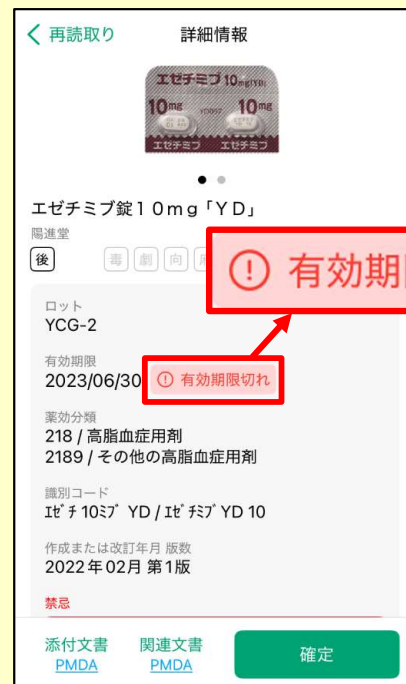 再読取り
詳細情報
エゼチミブ 10mg「YD」
10mg YD057 10mg
エゼチミブ エゼチミブ
エゼチミブ錠10mg「YD」
陽進堂
後 毒 劇 向
有効期
ロット
YCG-2
有効期限
2023/06/30 有効期限切れ
薬効分類
218 / 高脂血症用剤
2189 / その他の高脂血症用剤
識別コード
ｴｾﾞﾁ 10ﾐﾌﾞ YD / ｴｾﾞﾁﾐﾌﾞ YD 10
作成または改訂年月 版数
2022年02月 第1版
禁忌
添付文書 関連文書
PMDA PMDA
確定